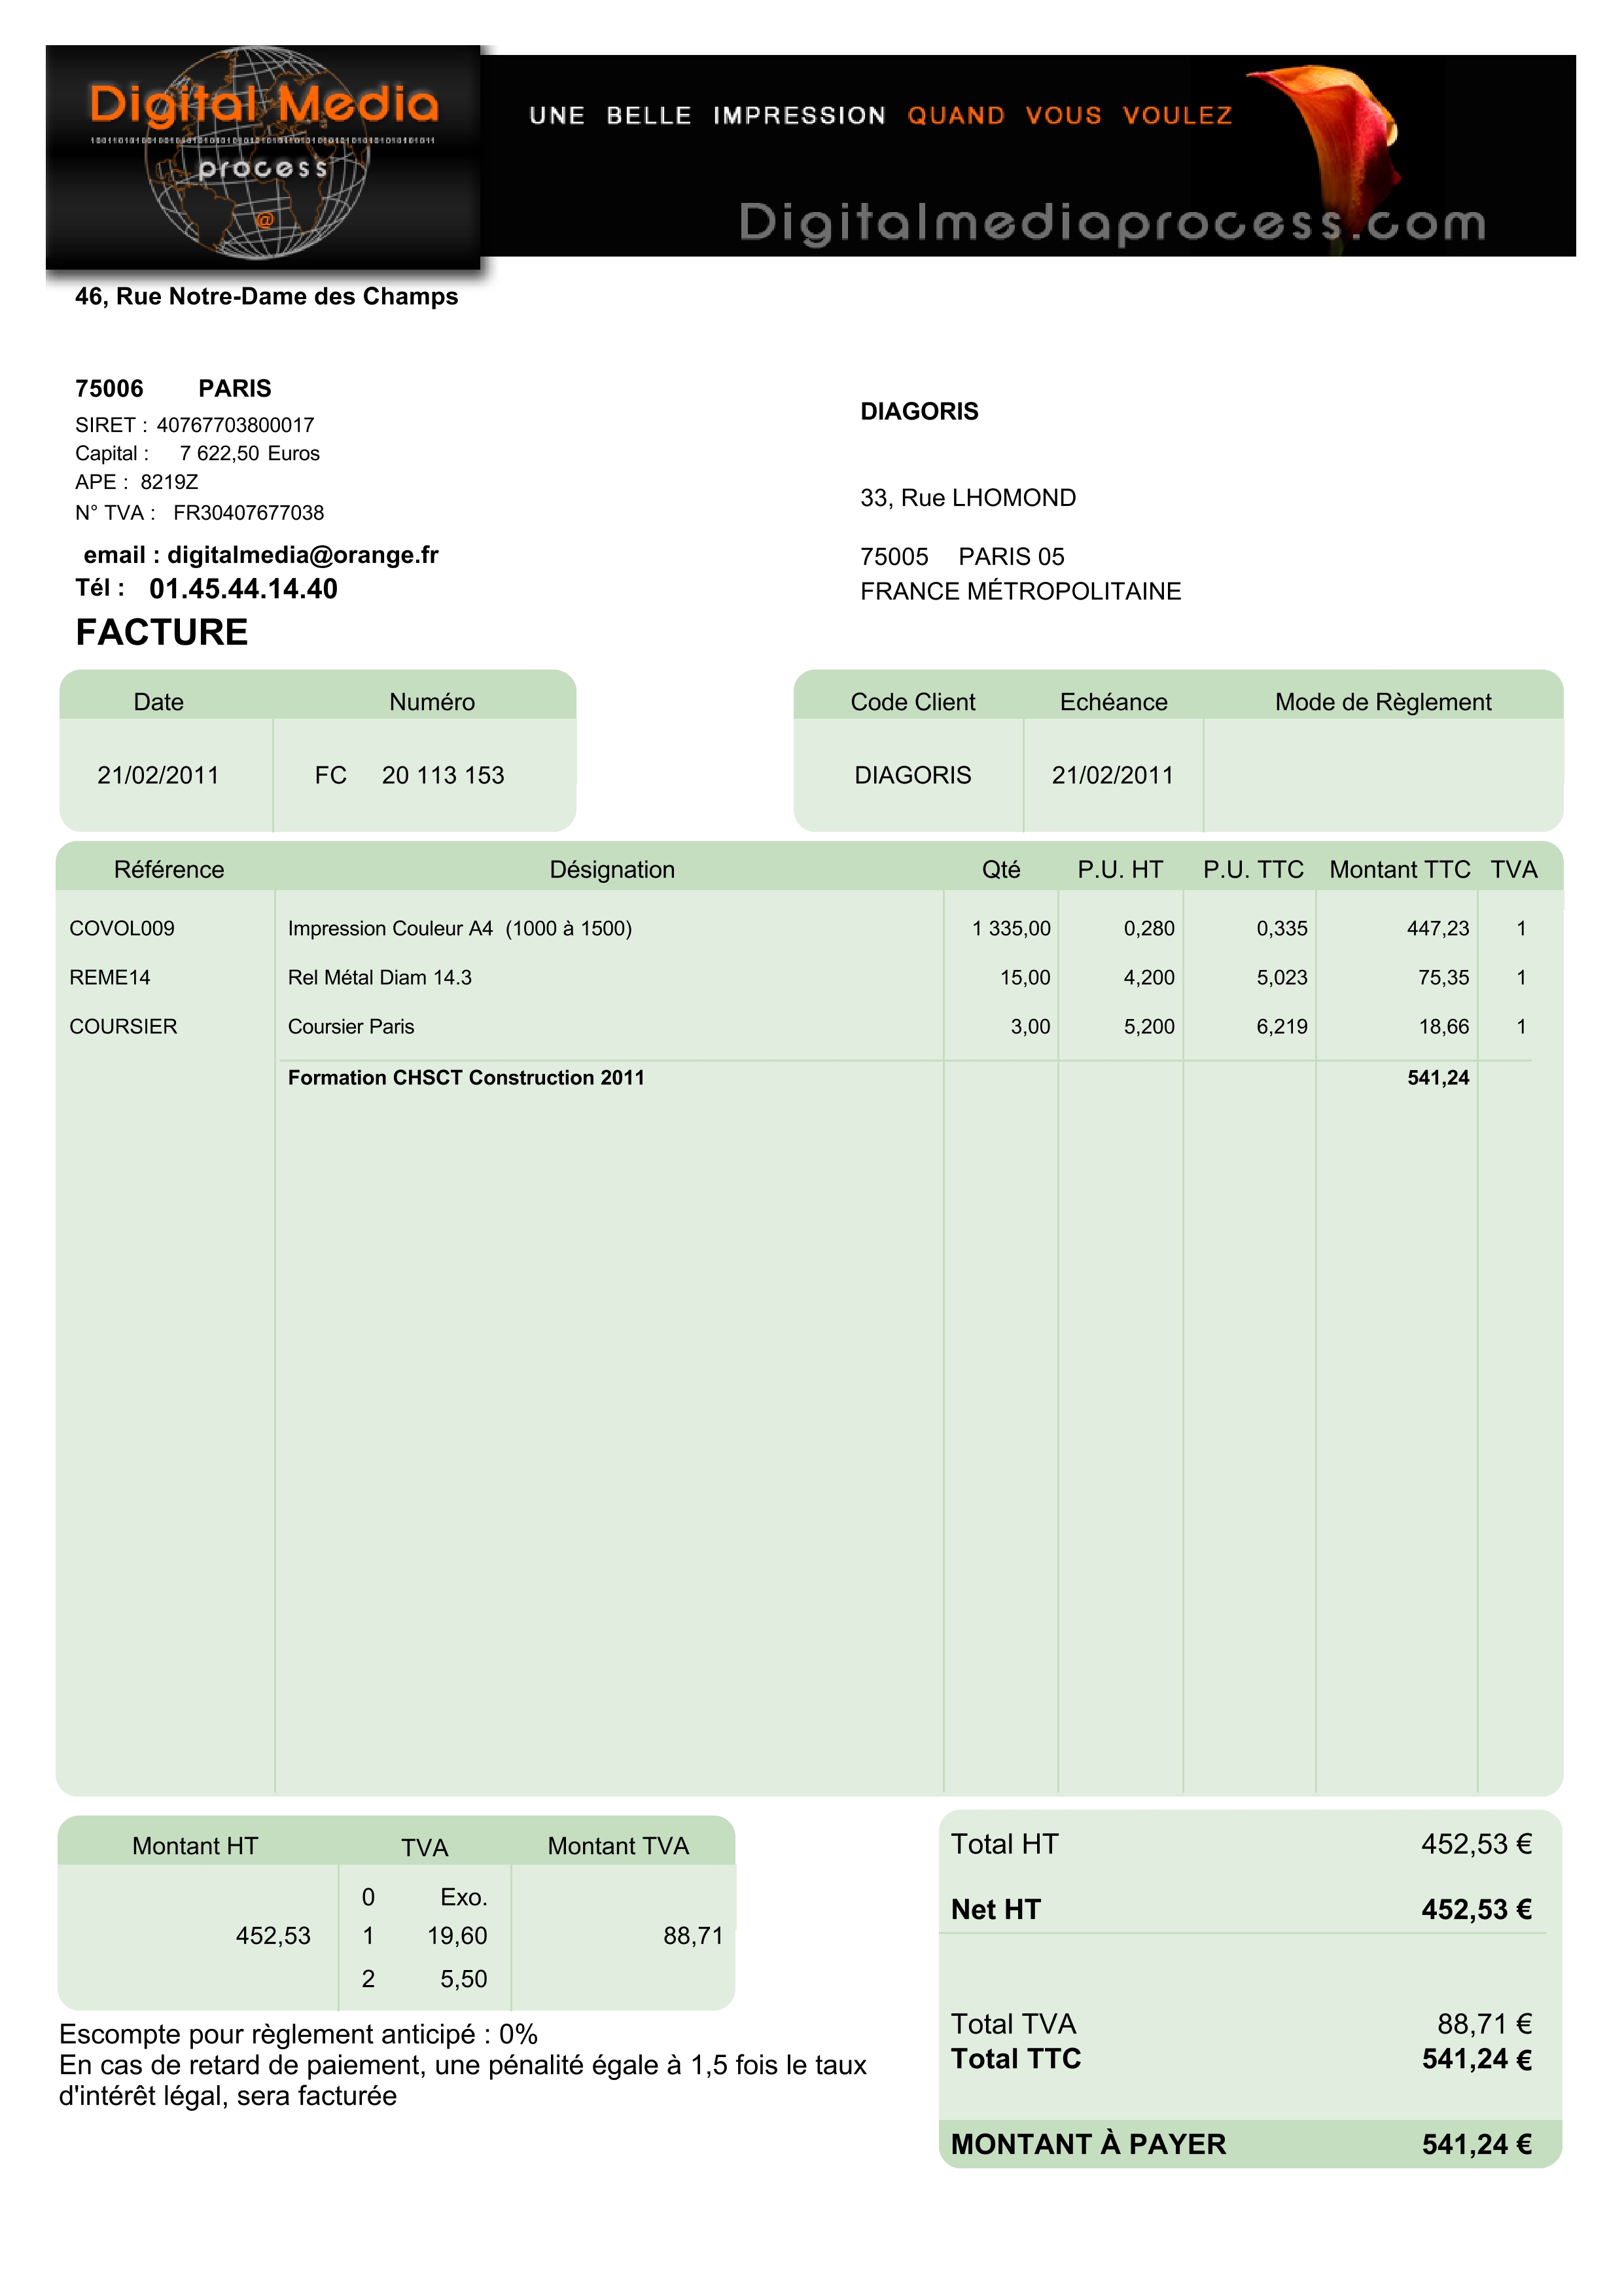 Digital Media
process
@
UNE BELLE IMPRESSION QUAND VOUS VOULEZ
Digitalmediaprocess.com
46, Rue Notre-Dame des Champs
75006 PARIS
SIRET : 40767703800017
Capital : 7 622,50 Euros
APE : 8219Z
N° TVA : FR30407677038
email : digitalmedia@orange.fr
Tél : 01.45.44.14.40
DIAGORIS
33, Rue LHOMOND
75005 PARIS 05
FRANCE MÉTROPOLITAINE
FACTURE
Date Numéro
21/02/2011 FC 20 113 153
Code Client Echéance Mode de Règlement
DIAGORIS 21/02/2011
Référence Désignation Qté P.U. HT P.U. TTC Montant TTC TVA
COVOL009 Impression Couleur A4 (1000 à 1500) 1 335,00 0,280 0,335 447,23 1
REME14 Rel Métal Diam 14.3 15,00 4,200 5,023 75,35 1
COURSIER Coursier Paris 3,00 5,200 6,219 18,66 1
Formation CHSCT Construction 2011 541,24
Montant HT TVA Montant TVA
0 Exo.
452,53 1 19,60 88,71
2 5,50
Escompte pour règlement anticipé : 0%
En cas de retard de paiement, une pénalité égale à 1,5 fois le taux
d'intérêt légal, sera facturée
Total HT 452,53 €
Net HT 452,53 €
Total TVA 88,71 €
Total TTC 541,24 €
MONTANT À PAYER 541,24 €